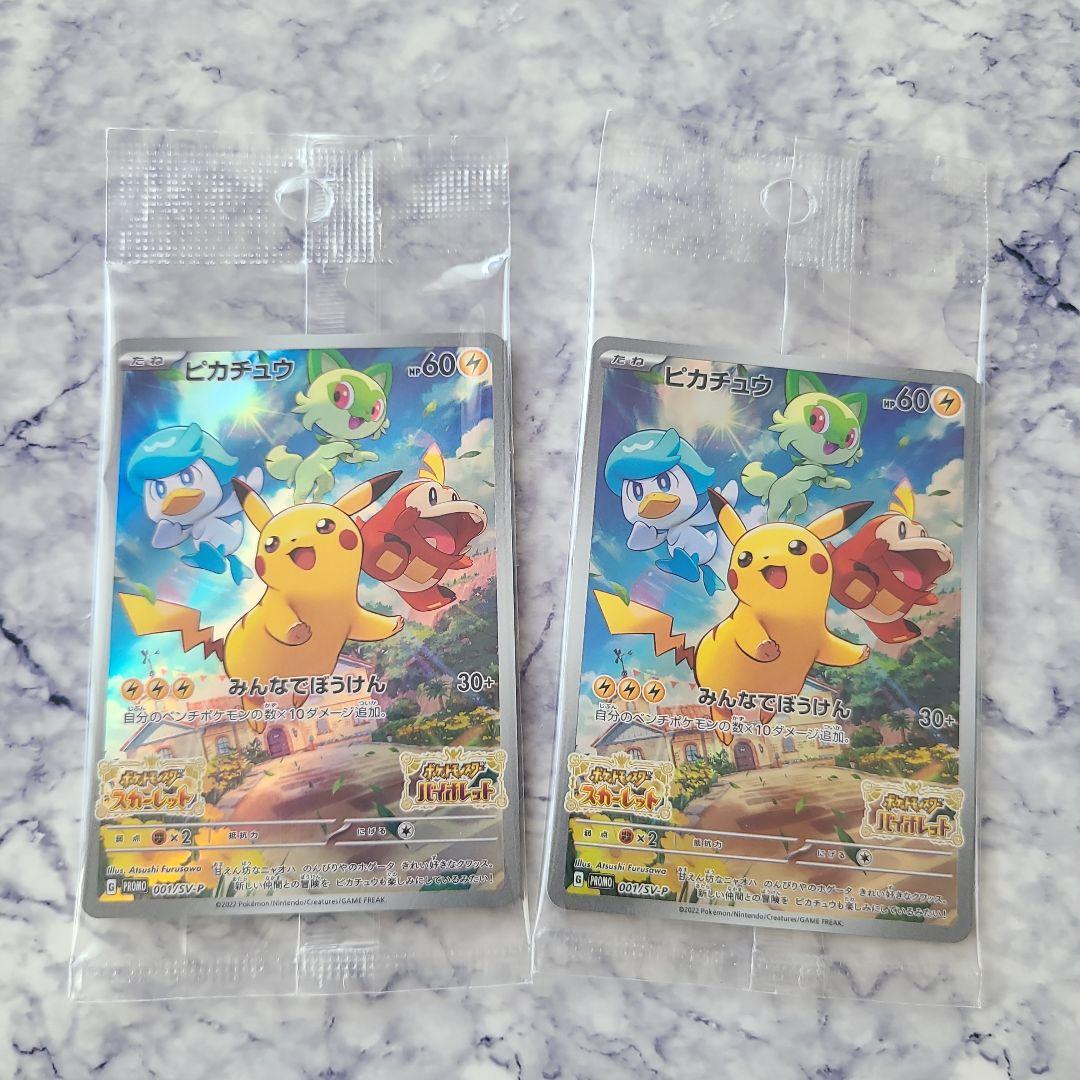 たね
ピカチュウ
HP60
みんなでぼうけん 30+
自分のベンチポケモンの数×10ダメージ追加。
ポケットモンスター
スカーレット
ポケットモンスター
バイオレット
弱点 ×2 抵抗力 にげる
Illus. Atsushi Furusawa
G PROMO 001/SV-P
甘えん坊なニャオハ のんびりやのホゲータ きれい好きなクワッス。
新しい仲間との冒険を ピカチュウも楽しみにしているみたい!
©2022 Pokémon/Nintendo/Creatures/GAME FREAK.
たね
ピカチュウ
HP60
みんなでぼうけん 30+
自分のベンチポケモンの数×10ダメージ追加。
ポケットモンスター
スカーレット
ポケットモンスター
バイオレット
弱点 ×2 抵抗力 にげる
Illus. Atsushi Furusawa
G PROMO 001/SV-P
甘えん坊なニャオハ のんびりやのホゲータ きれい好きなクワッス。
新しい仲間との冒険を ピカチュウも楽しみにしているみたい!
©2022 Pokémon/Nintendo/Creatures/GAME FREAK.